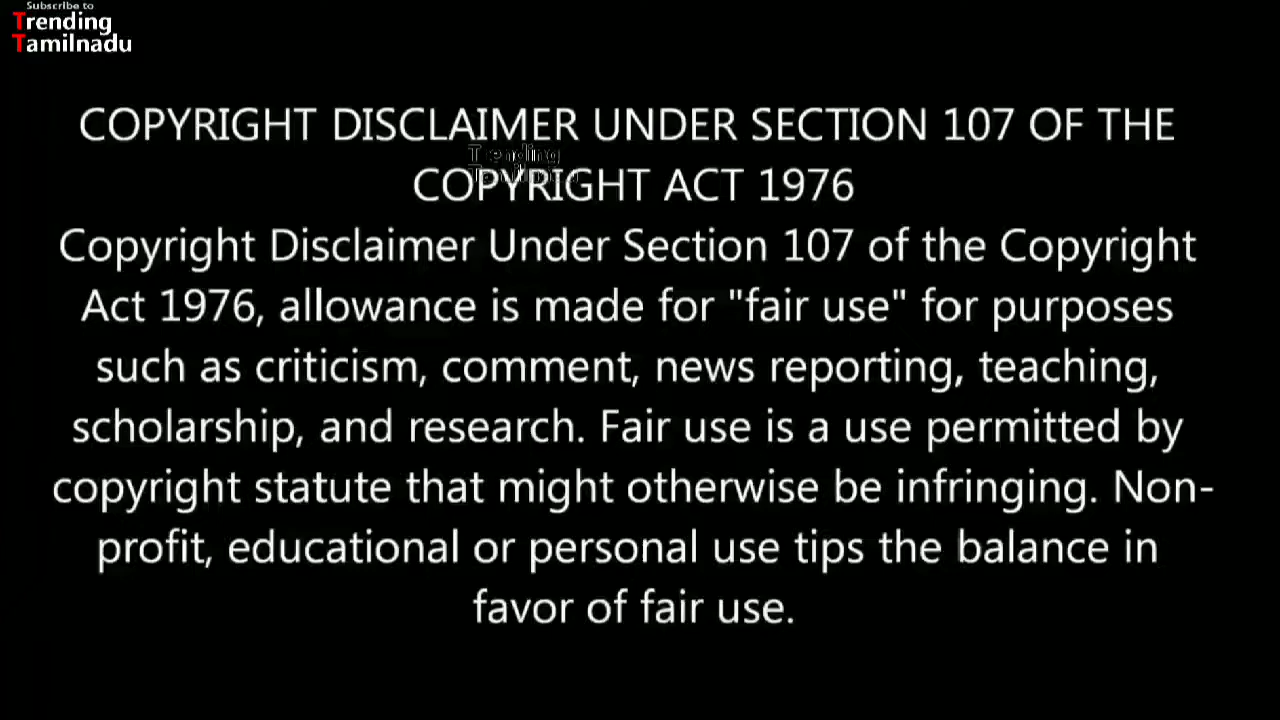 Subscribe to
Trending
Tamilnadu
COPYRIGHT DISCLAIMER UNDER SECTION 107 OF THE
Trending
COPYRIGHT ACT 1976
Copyright Disclaimer Under Section 107 of the Copyright
Act 1976, allowance is made for "fair use" for purposes
such as criticism, comment, news reporting, teaching,
scholarship, and research. Fair use is a use permitted by
copyright statute that might otherwise be infringing. Non-
profit, educational or personal use tips the balance in
favor of fair use.